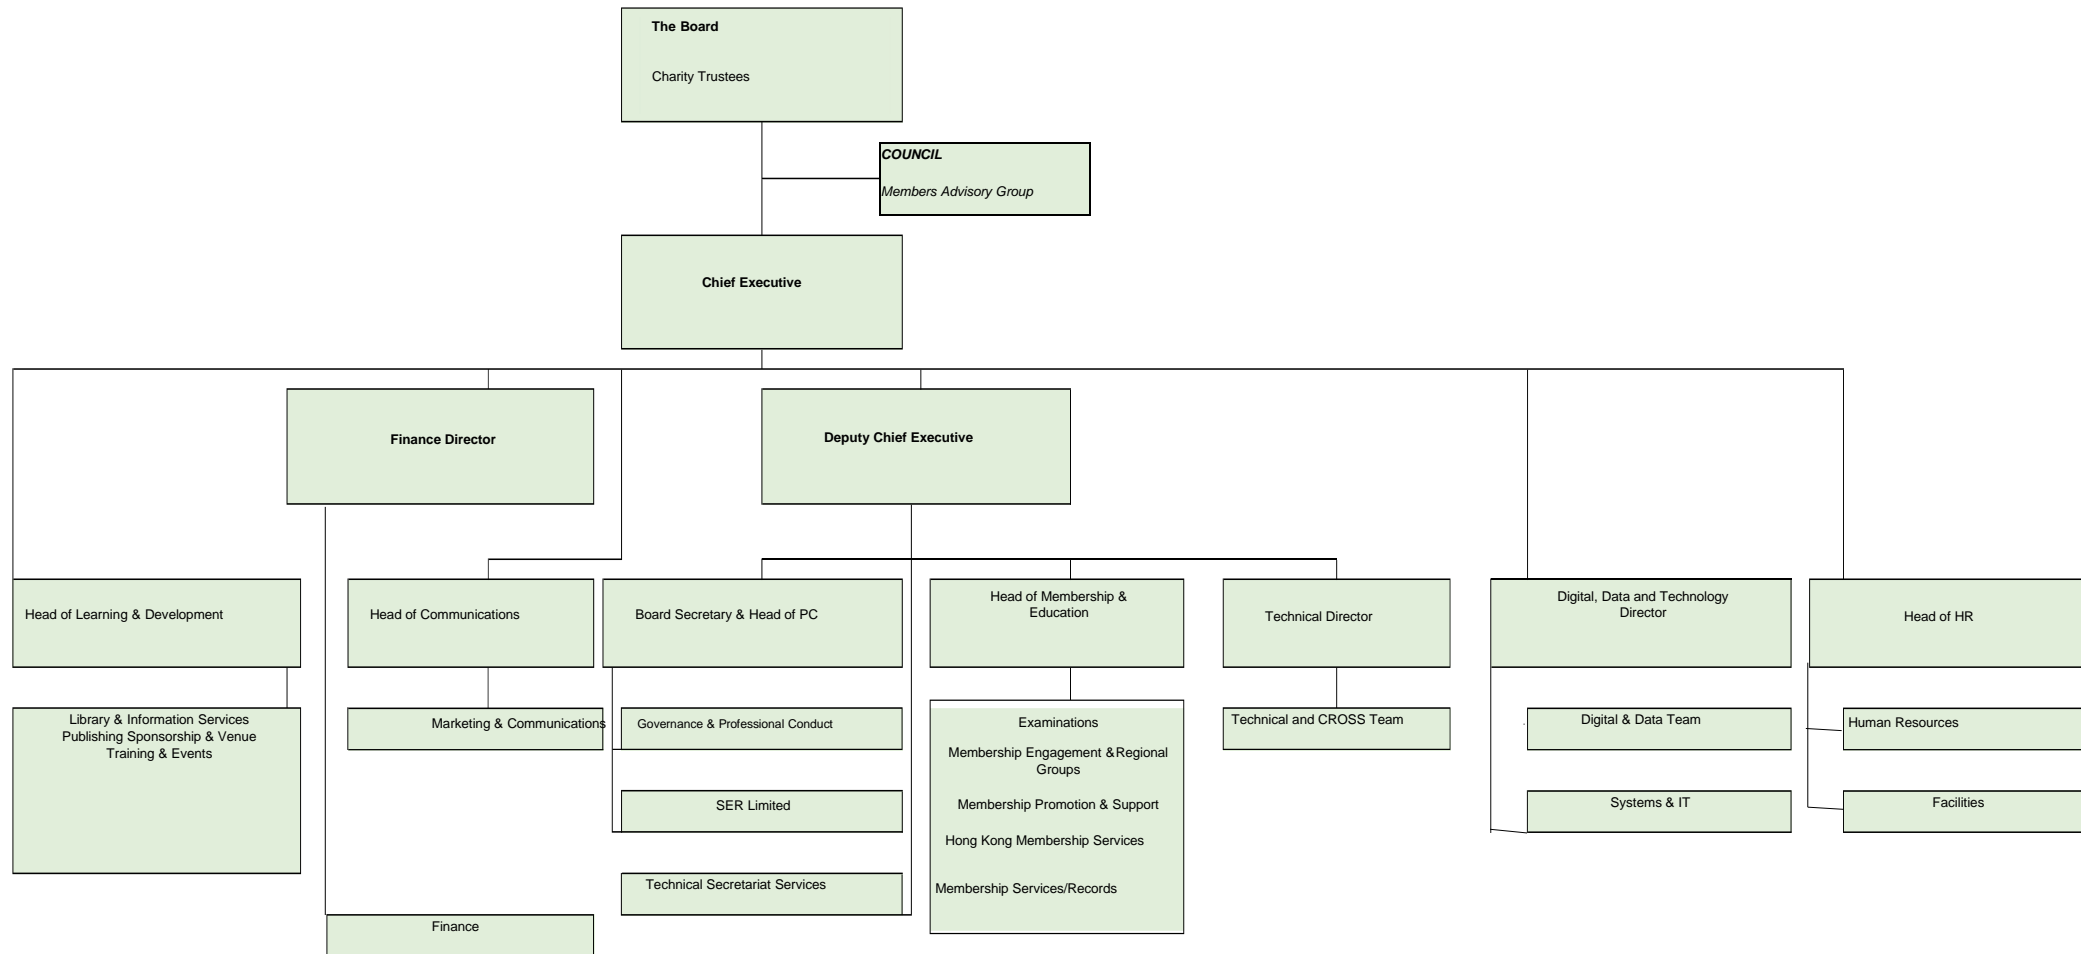 The Board
Charity Trustees
COUNCIL
Members Advisory Group
Chief Executive
Finance Director
Deputy Chief Executive
Head of Learning & Development
Head of Communications
Board Secretary & Head of PC
Head of Membership &
Education
Technical Director
Digital, Data and Technology
Director
Head of HR
Library & Information Services
Publishing Sponsorship & Venue
Training & Events
Marketing & Communications
Governance & Professional Conduct
Examinations
Membership Engagement &Regional
Groups
Membership Promotion & Support
Hong Kong Membership Services
Membership Services/Records
Technical and CROSS Team
Digital & Data Team
Human Resources
SER Limited
Systems & IT
Facilities
Technical Secretariat Services
Finance